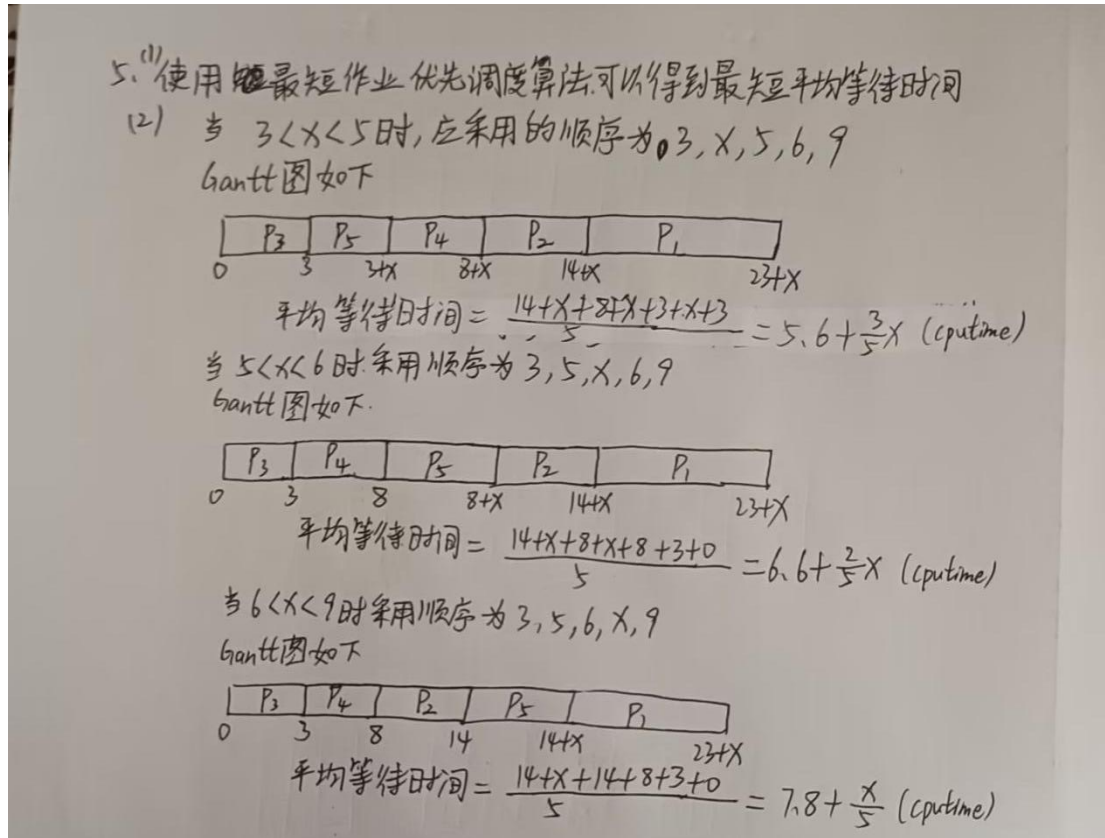 5、(1)使用最短作业优先调度算法可以得到最短平均等待时间
(2) 当 3<x<5时,应采用的顺序为 3, x, 5, 6, 9
Gantt图如下
P3 P5 P4 P2 P1
0 3 3+x 8+x 14+x 23+x
平均等待时间 = (14+x+8+x+3+x+3)/5 = 5.6+3/5x (cputime)
当 5<x<6时.采用顺序为 3, 5, x, 6, 9
Gantt图如下.
P3 P4 P5 P2 P1
0 3 8 8+x 14+x 23+x
平均等待时间 = (14+x+8+x+8+3+0)/5 = 6.6+2/5x (cputime)
当 6<x<9时采用顺序为 3, 5, 6, x, 9
Gantt图如下
P3 P4 P2 P5 P1
0 3 8 14 14+x 23+x
平均等待时间 = (14+x+14+8+3+0)/5 = 7.8+x/5 (cputime)